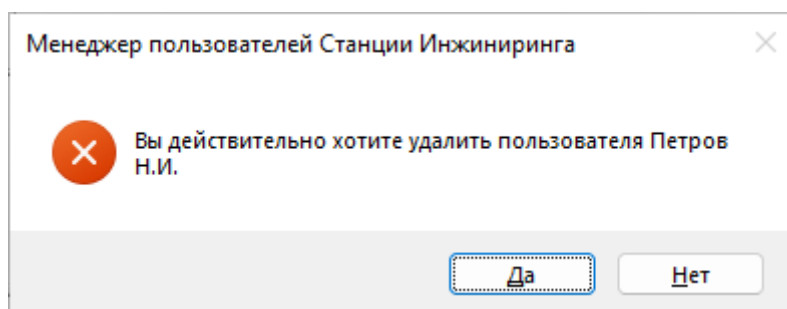 Менеджер пользователей Станции Инжиниринга
Вы действительно хотите удалить пользователя Петров
Н.И.
Да
Нет